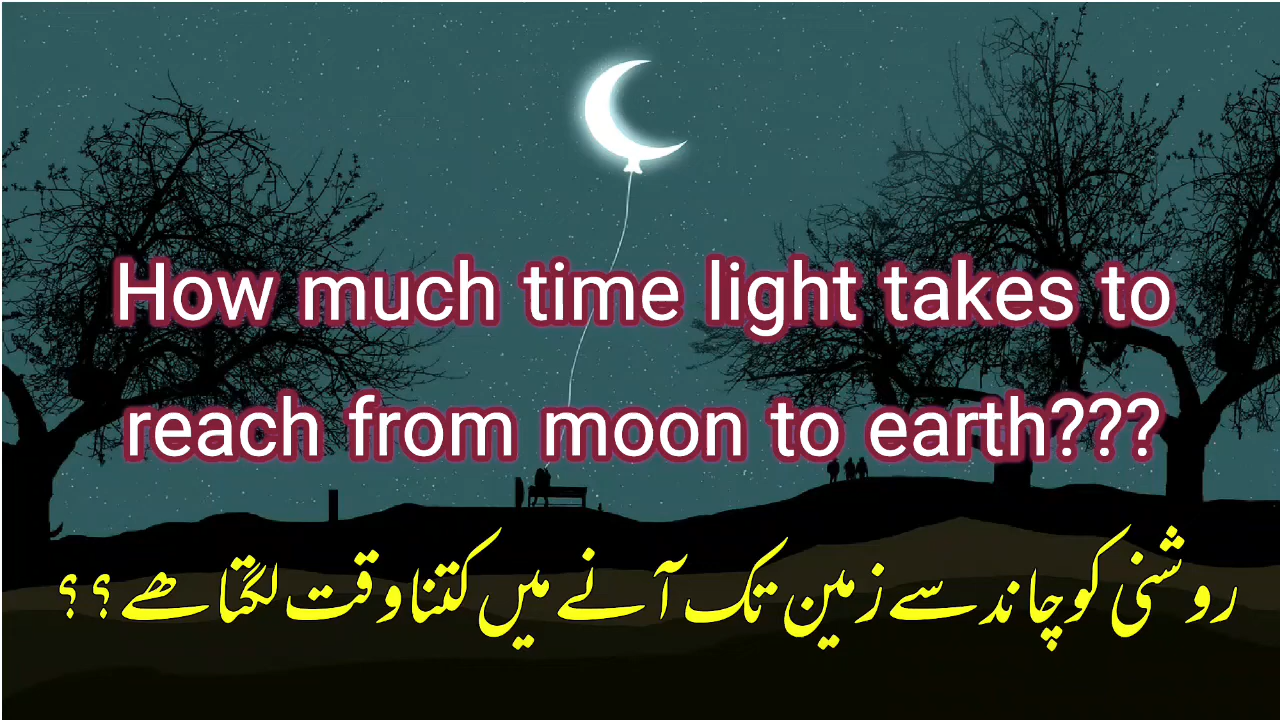 How much time light takes to
reach from moon to earth???
روشنی کو چاند سے زمین تک آنے میں کتنا وقت لگتا ھے ؟ ؟